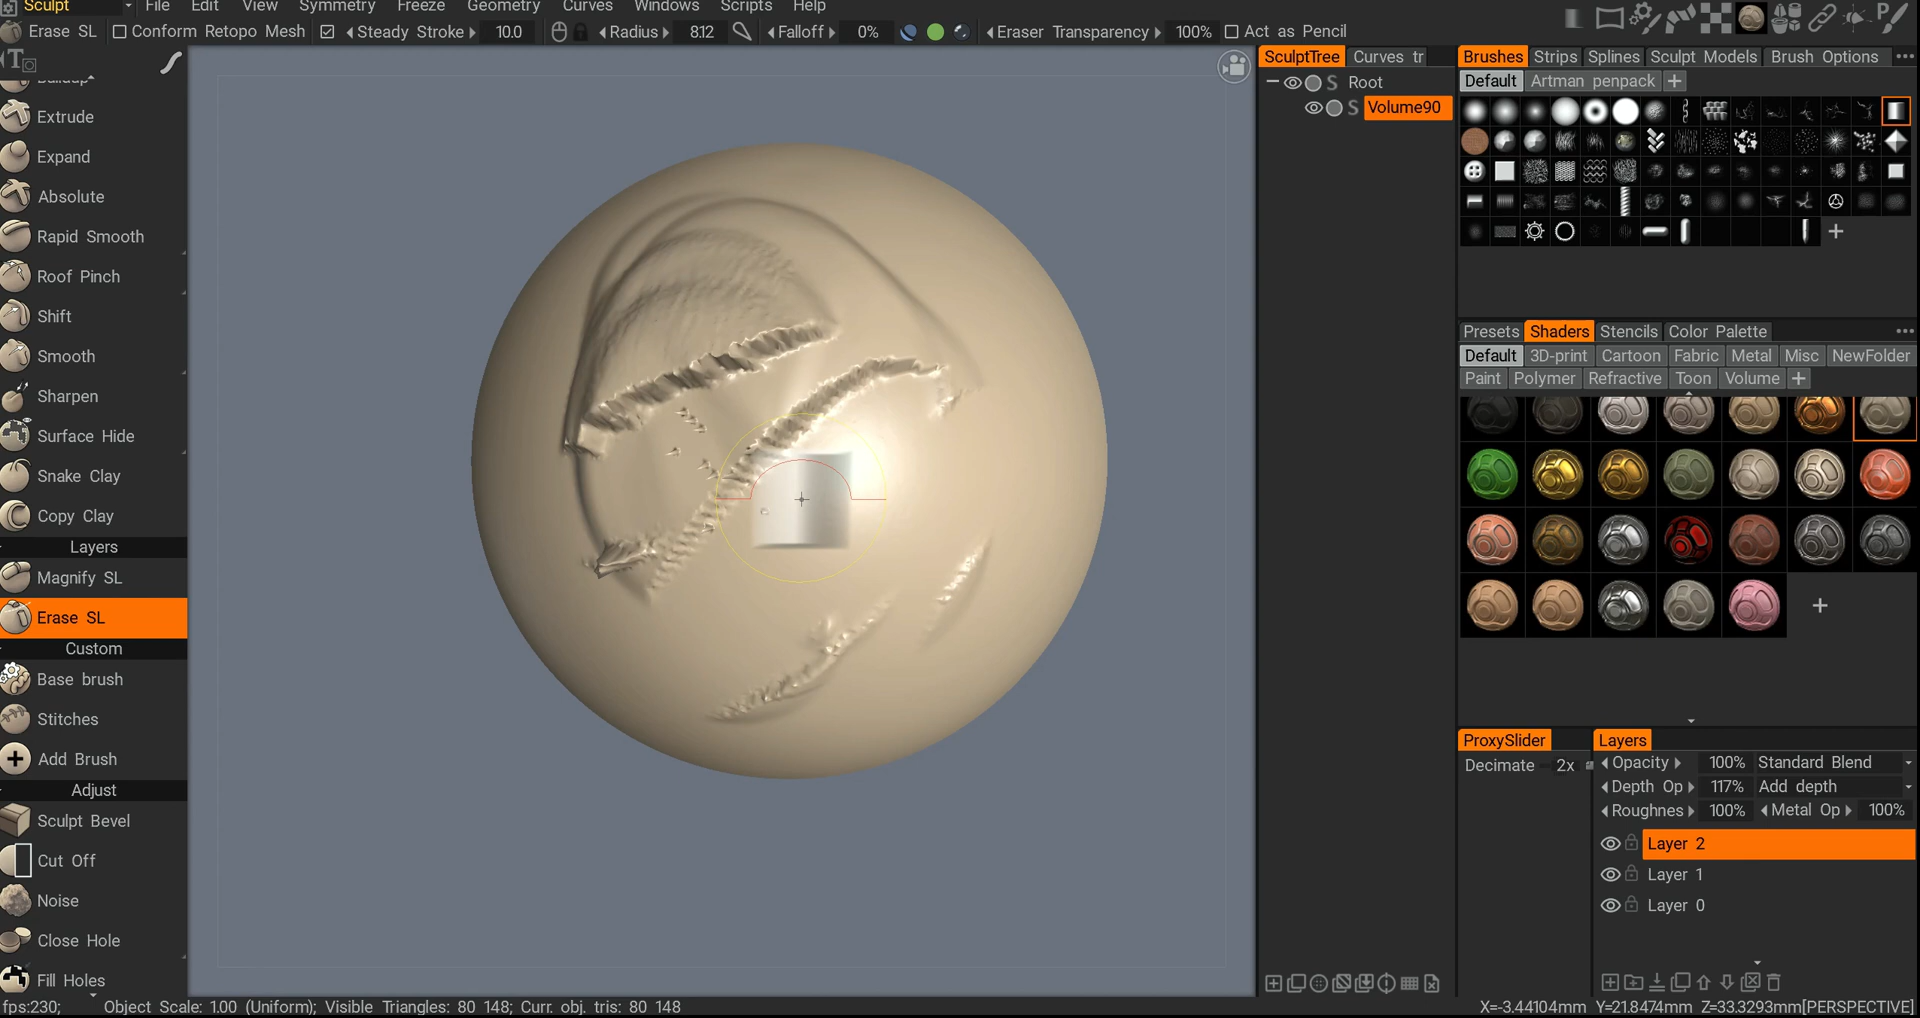 Sculpt File Edit View Symmetry Freeze Geometry Curves Windows Scripts Help
Erase SL Conform Retopo Mesh Steady Stroke 10.0 Radius 812 Falloff 0% Eraser Transparency 100% Act as Pencil
T
Buildup
Extrude
Expand
Absolute
Rapid Smooth
Roof Pinch
Shift
Smooth
Sharpen
Surface Hide
Snake Clay
Copy Clay
Layers
Magnify SL
Erase SL
Custom
Base brush
Stitches
Add Brush
Adjust
Sculpt Bevel
Cut Off
Noise
Close Hole
Fill Holes
SculptTree Curves tr
S Root
S Volume90
Brushes Strips Splines Sculpt Models Brush Options
Default Artman penpack +
Presets Shaders Stencils Color Palette
Default 3D-print Cartoon Fabric Metal Misc NewFolder
Paint Polymer Refractive Toon Volume +
ProxySlider
Decimate 2x
Layers
Opacity 100% Standard Blend
Depth Op 117% Add depth
Roughnes 100% Metal Op 100%
Layer 2
Layer 1
Layer 0
fps:230; Object Scale: 1.00 (Uniform); Visible Triangles: 80 148; Curr. obj. tris: 80 148
X=-3.44104mm Y=21.8474mm Z=33.3293mm[PERSPECTIVE]